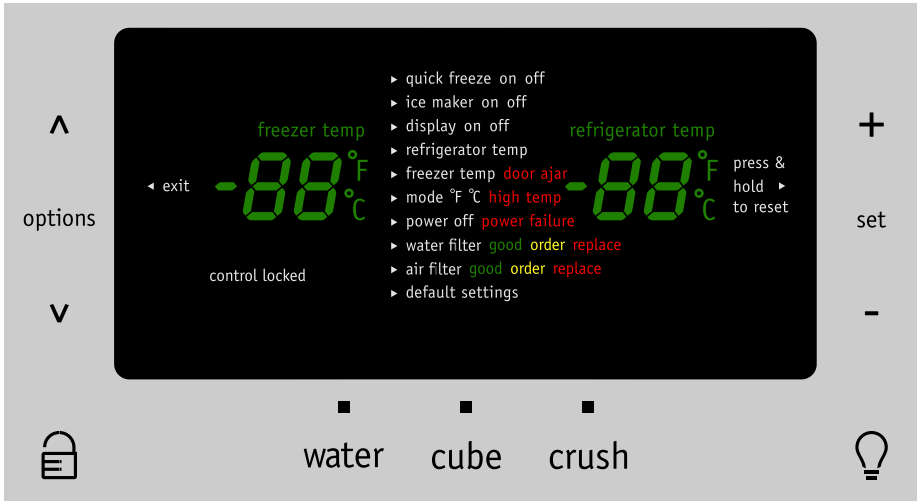 ▸ quick freeze on off
▸ ice maker on off
▸ display on off
▸ refrigerator temp
▸ freezer temp door ajar
▸ mode °F °C high temp
▸ power off power failure
▸ water filter good order replace
▸ air filter good order replace
▸ default settings
freezer temp
-88 °F °C
refrigerator temp
-88 °F °C
◂ exit
press &
hold ▸
to reset
control locked
^
options
v
+
set
-
water cube crush